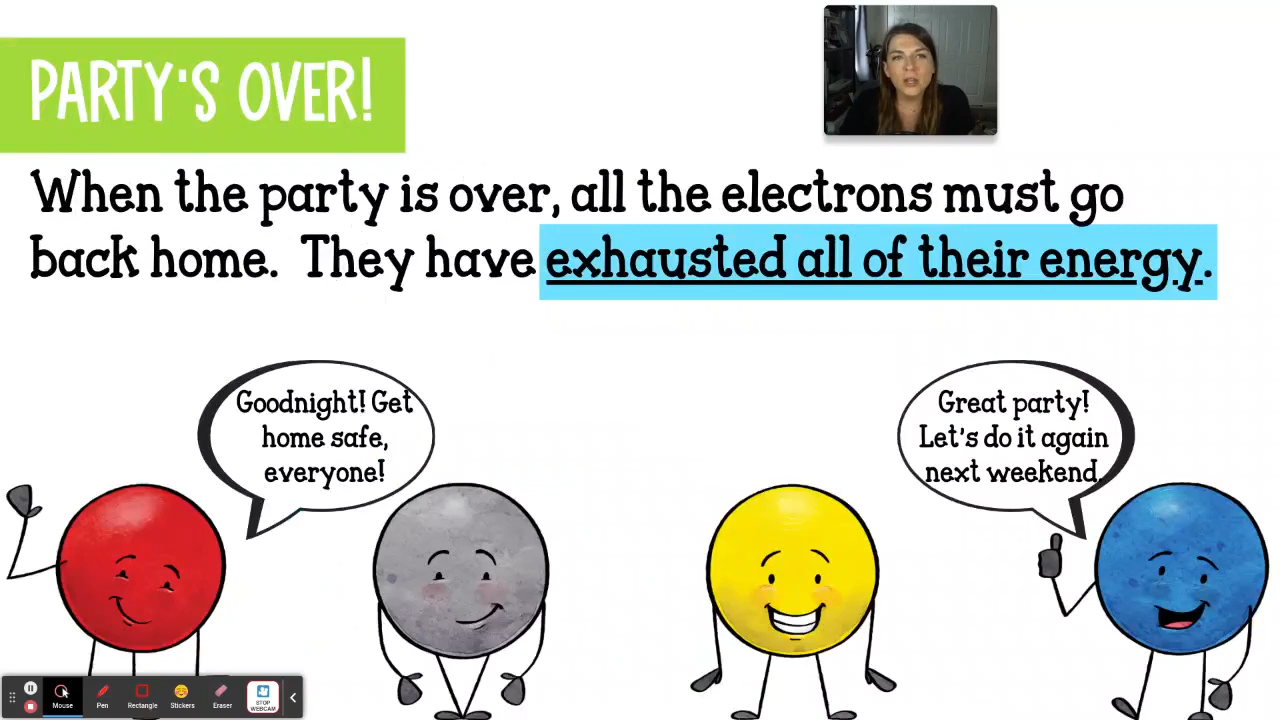 PARTY'S OVER!
When the party is over, all the electrons must go
back home. They have exhausted all of their energy.
Goodnight! Get
home safe,
everyone!
Great party!
Let's do it again
next weekend.
Mouse
Pen
Rectangle
Stickers
Eraser
STOP
WEBCAM